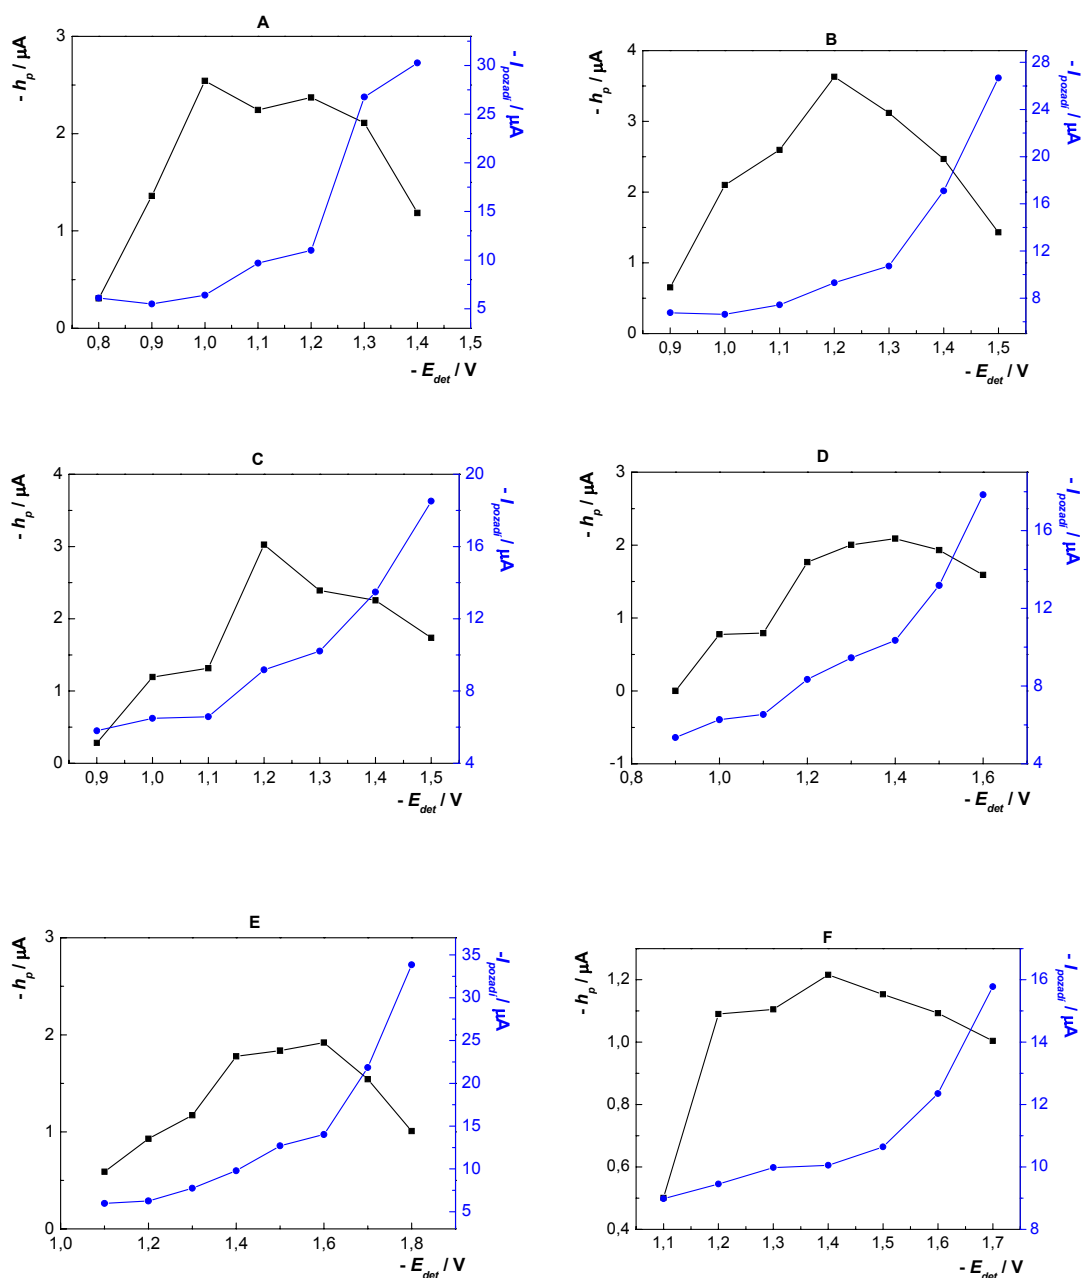 A
- h_p / µA
- I_pozadi / µA
3
2
1
0
30
25
20
15
10
5
0,8 0,9 1,0 1,1 1,2 1,3 1,4 1,5
- E_det / V
B
- h_p / µA
- I_pozadi / µA
4
3
2
1
0
28
24
20
16
12
8
0,9 1,0 1,1 1,2 1,3 1,4 1,5
- E_det / V
C
- h_p / µA
- I_pozadi / µA
4
3
2
1
0
20
16
12
8
4
0,9 1,0 1,1 1,2 1,3 1,4 1,5
- E_det / V
D
- h_p / µA
- I_pozadi / µA
3
2
1
0
-1
16
12
8
4
0,8 1,0 1,2 1,4 1,6
- E_det / V
E
- h_p / µA
- I_pozadi / µA
3
2
1
0
35
30
25
20
15
10
5
1,0 1,2 1,4 1,6 1,8
- E_det / V
F
- h_p / µA
- I_pozadi / µA
1,2
1,0
0,8
0,6
0,4
16
14
12
10
8
1,1 1,2 1,3 1,4 1,5 1,6 1,7
- E_det / V